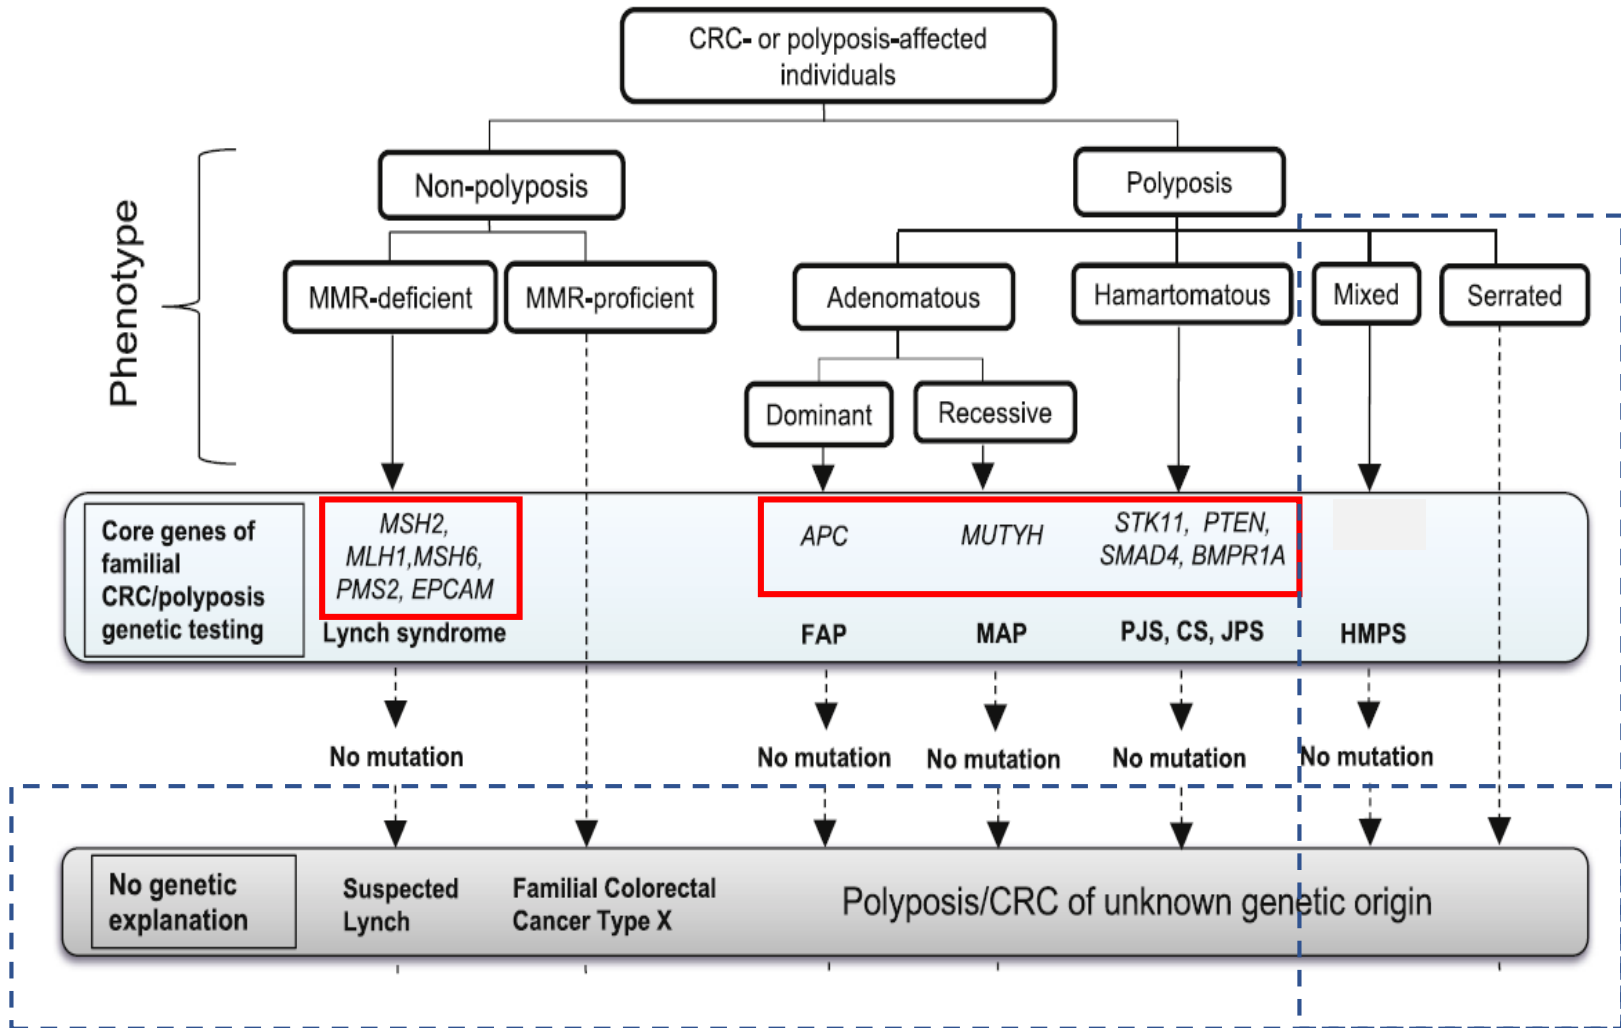 CRC- or polyposis-affected
individuals
Non-polyposis
Polyposis
Phenotype
MMR-deficient
MMR-proficient
Adenomatous
Hamartomatous
Mixed
Serrated
Dominant
Recessive
Core genes of
familial
CRC/polyposis
genetic testing
MSH2,
MLH1,MSH6,
PMS2, EPCAM
Lynch syndrome
APC
FAP
MUTYH
MAP
STK11, PTEN,
SMAD4, BMPR1A
PJS, CS, JPS
HMPS
No mutation
No mutation
No mutation
No mutation
No mutation
No genetic
explanation
Suspected
Lynch
Familial Colorectal
Cancer Type X
Polyposis/CRC of unknown genetic origin